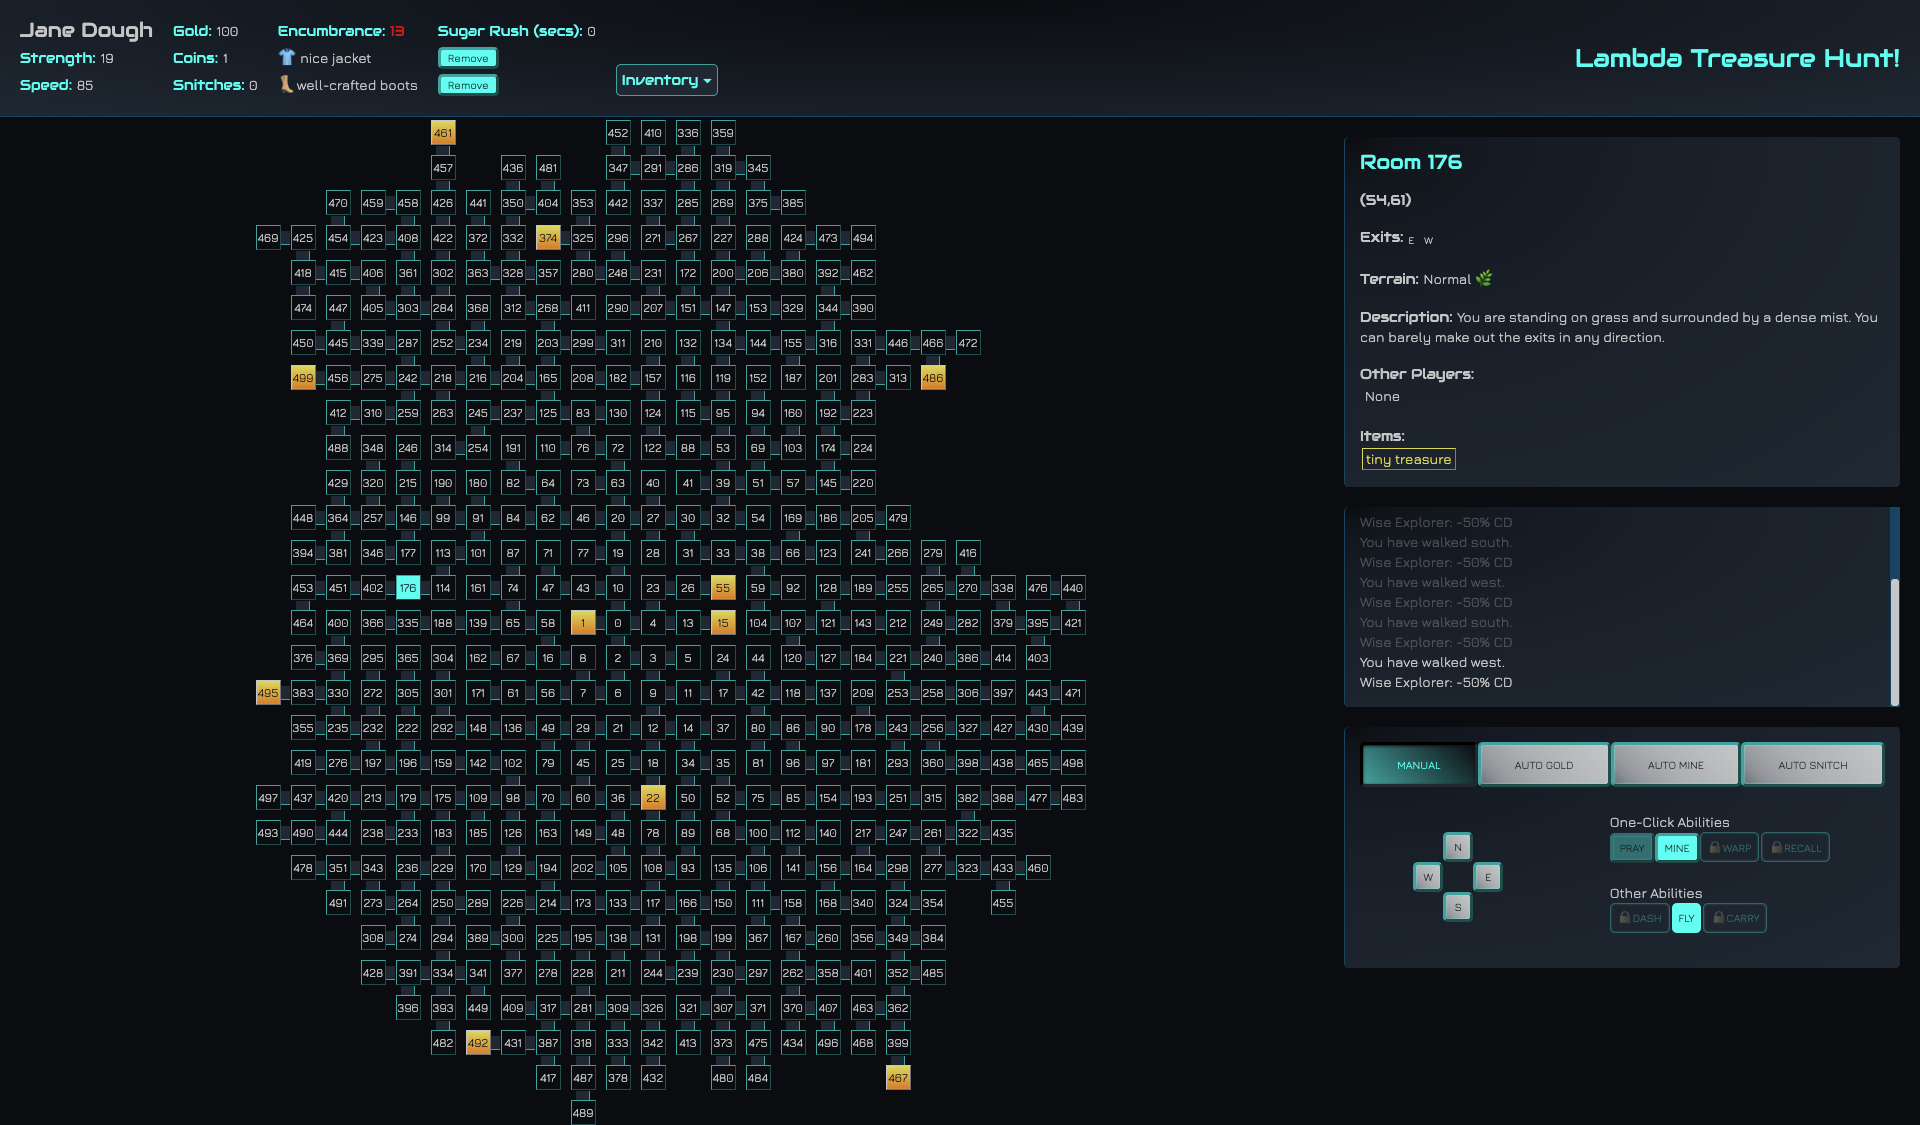 Jane Dough Gold: 100 Encumbrance: 13 Sugar Rush (secs): 0
Strength: 19 Coins: 1 nice jacket Remove
Speed: 85 Snitches: 0 well-crafted boots Remove
Inventory
Lambda Treasure Hunt!
461 452 410 336 359
457 436 481 347 291 286 319 345
470 459 458 426 441 350 404 353 442 337 285 269 375 385
469 425 454 423 408 422 372 332 374 325 296 271 267 227 288 424 473 494
418 415 406 361 302 363 328 357 280 248 231 172 200 206 380 392 462
474 447 405 303 284 368 312 268 411 290 207 151 147 153 329 344 390
450 445 339 287 252 234 219 203 299 311 210 132 134 144 155 316 331 446 466 472
499 456 275 242 218 216 204 165 208 182 157 116 119 152 187 201 283 313 486
412 310 259 263 245 237 125 83 130 124 115 95 94 160 192 223
488 348 246 314 254 191 110 76 72 122 88 53 69 103 174 224
429 320 215 190 180 82 64 73 63 40 41 39 51 57 145 220
448 364 257 146 99 91 84 62 46 20 27 30 32 54 169 186 205 479
394 381 346 177 113 101 87 71 77 19 28 31 33 38 66 123 241 266 279 416
453 451 402 176 114 161 74 47 43 10 23 26 55 59 92 128 189 255 265 270 338 476 440
464 400 366 335 188 139 65 58 1 0 4 13 15 104 107 121 143 212 249 282 379 395 421
376 369 295 365 304 162 67 16 8 2 3 5 24 44 120 127 184 221 240 386 414 403
495 383 330 272 305 301 171 61 56 7 6 9 11 17 42 118 137 209 253 258 306 397 443 471
355 235 232 222 292 148 136 49 29 21 12 14 37 80 86 90 178 243 256 327 427 430 439
419 276 197 196 159 142 102 79 45 25 18 34 35 81 96 97 181 293 360 398 438 465 498
497 437 420 213 179 175 109 98 70 60 36 22 50 52 75 85 154 193 251 315 382 388 477 483
493 490 444 238 233 183 185 126 163 149 48 78 89 68 100 112 140 217 247 261 322 435
478 351 343 236 229 170 129 194 202 105 108 93 135 106 141 156 164 298 277 323 433 460
491 273 264 250 289 226 214 173 133 117 166 150 111 158 168 340 324 354 455
308 274 294 389 300 225 195 138 131 198 199 367 167 260 356 349 384
428 391 334 341 377 278 228 211 244 239 230 297 262 358 401 352 485
396 393 449 409 317 281 309 326 321 307 371 370 407 463 362
482 492 431 387 318 333 342 413 373 475 434 496 468 399
417 487 378 432 480 484 467
489
Room 176
(54,61)
Exits: E W
Terrain: Normal
Description: You are standing on grass and surrounded by a dense mist. You
can barely make out the exits in any direction.
Other Players:
None
Items:
tiny treasure
Wise Explorer: -50% CD
You have walked south.
Wise Explorer: -50% CD
You have walked west.
Wise Explorer: -50% CD
You have walked south.
Wise Explorer: -50% CD
You have walked west.
Wise Explorer: -50% CD
MANUAL AUTO GOLD AUTO MINE AUTO SNITCH
N
W E
S
One-Click Abilities
PRAY MINE WARP RECALL
Other Abilities
DASH FLY CARRY